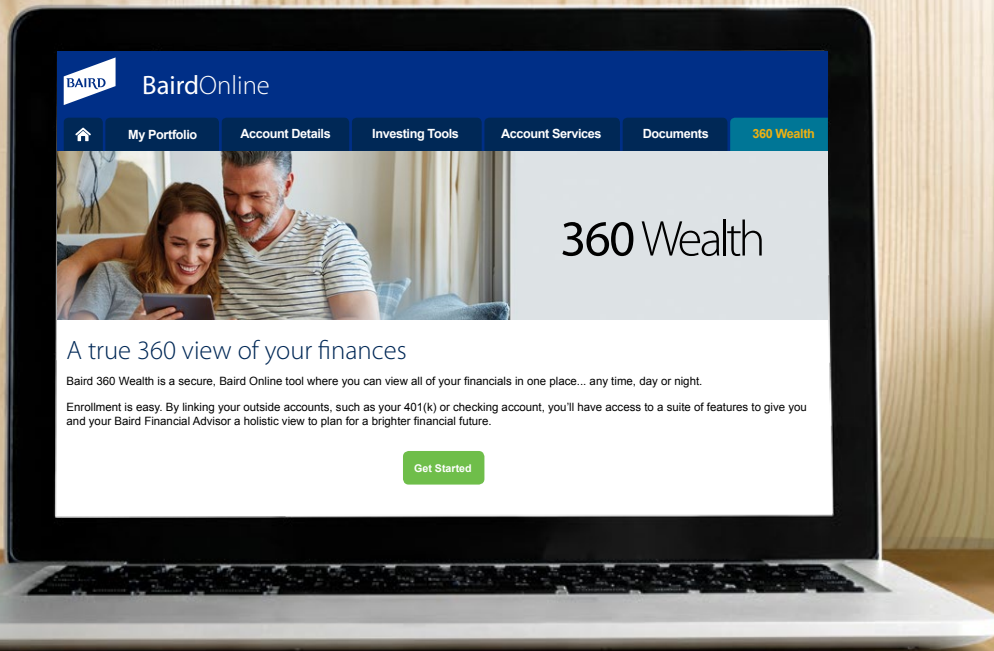 BAIRD
BairdOnline
My Portfolio Account Details Investing Tools Account Services Documents 360 Wealth
360 Wealth
A true 360 view of your finances
Baird 360 Wealth is a secure, Baird Online tool where you can view all of your financials in one place... any time, day or night.
Enrollment is easy. By linking your outside accounts, such as your 401(k) or checking account, you'll have access to a suite of features to give you
and your Baird Financial Advisor a holistic view to plan for a brighter financial future.
Get Started